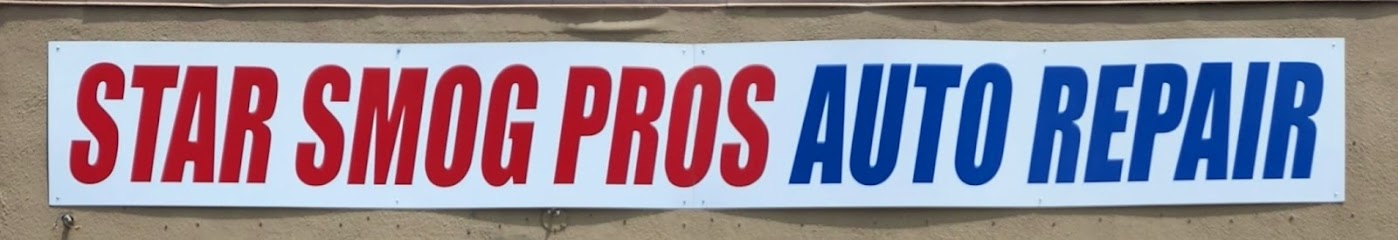 STAR SMOG PROS AUTO REPAIR